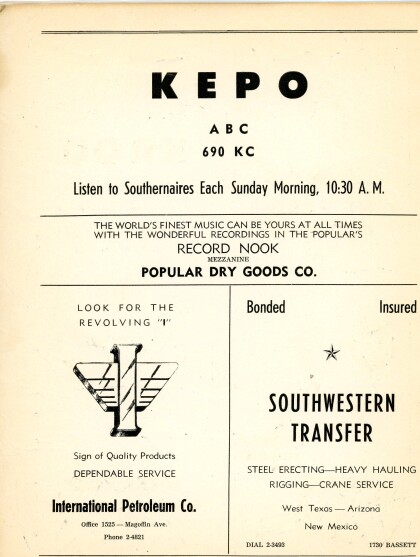 KEPO
ABC
690 KC
Listen to Southernaires Each Sunday Morning, 10:30 A. M.
THE WORLD'S FINEST MUSIC CAN BE YOURS AT ALL TIMES
WITH THE WONDERFUL RECORDINGS IN THE POPULAR'S
RECORD NOOK
MEZZANINE
POPULAR DRY GOODS CO.
LOOK FOR THE
REVOLVING "I"
Sign of Quality Products
DEPENDABLE SERVICE
International Petroleum Co.
Office 1525 — Magoffin Ave.
Phone 2-4821
Bonded Insured
SOUTHWESTERN
TRANSFER
STEEL ERECTING—HEAVY HAULING
RIGGING—CRANE SERVICE
West Texas — Arizona
New Mexico
DIAL 2-3493 1730 BASSETT